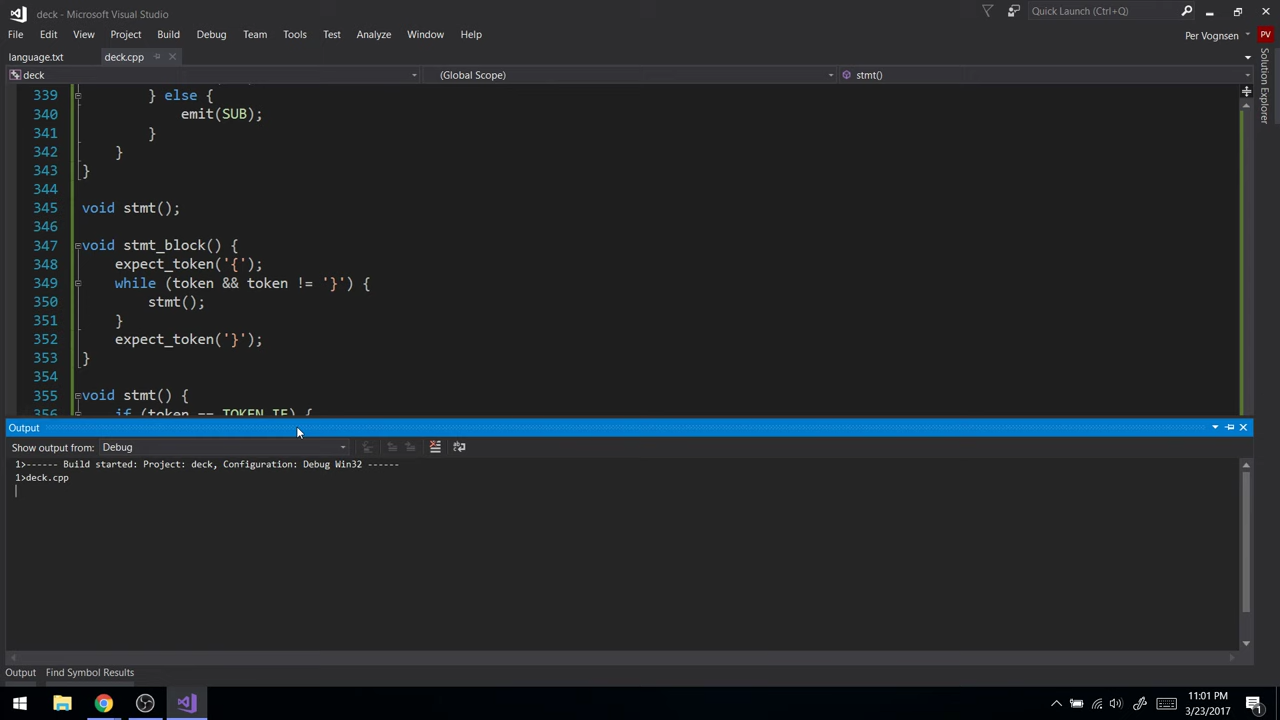 deck - Microsoft Visual Studio
Quick Launch (Ctrl+Q)
File Edit View Project Build Debug Team Tools Test Analyze Window Help
Per Vognsen PV
language.txt deck.cpp
Solution Explorer
deck (Global Scope) stmt()
339 } else {
340 emit(SUB);
341 }
342 }
343 }
344
345 void stmt();
346
347 void stmt_block() {
348 expect_token('{');
349 while (token && token != '}') {
350 stmt();
351 }
352 expect_token('}');
353 }
354
355 void stmt() {
356 if (token == TOKEN_IF) {
Output
Show output from: Debug
1>------ Build started: Project: deck, Configuration: Debug Win32 ------
1>deck.cpp
Output Find Symbol Results
11:01 PM
3/23/2017
1